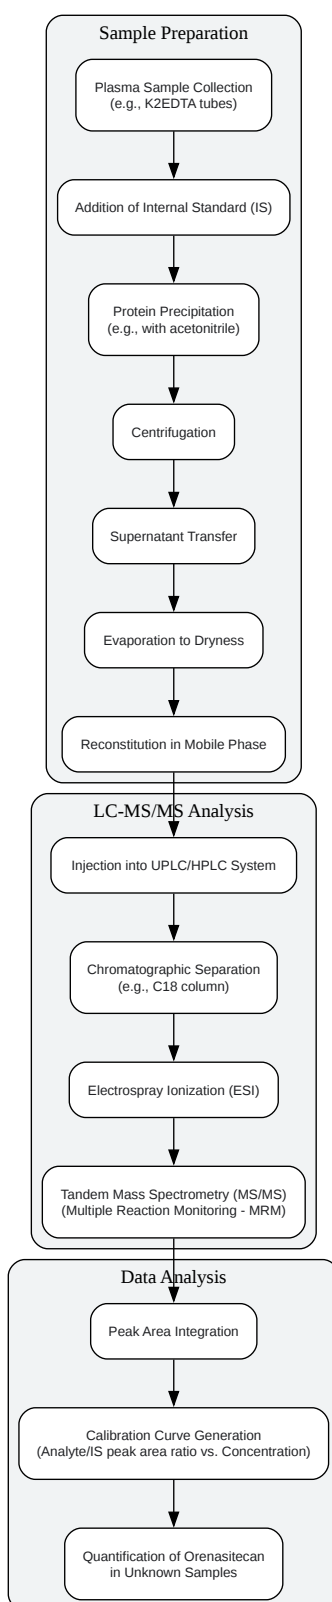 Sample Preparation
Plasma Sample Collection
(e.g., K2EDTA tubes)
Addition of Internal Standard (IS)
Protein Precipitation
(e.g., with acetonitrile)
Centrifugation
Supernatant Transfer
Evaporation to Dryness
Reconstitution in Mobile Phase
LC-MS/MS Analysis
Injection into UPLC/HPLC System
Chromatographic Separation
(e.g., C18 column)
Electrospray Ionization (ESI)
Tandem Mass Spectrometry (MS/MS)
(Multiple Reaction Monitoring - MRM)
Data Analysis
Peak Area Integration
Calibration Curve Generation
(Analyte/IS peak area ratio vs. Concentration)
Quantification of Orenasitecan
in Unknown Samples